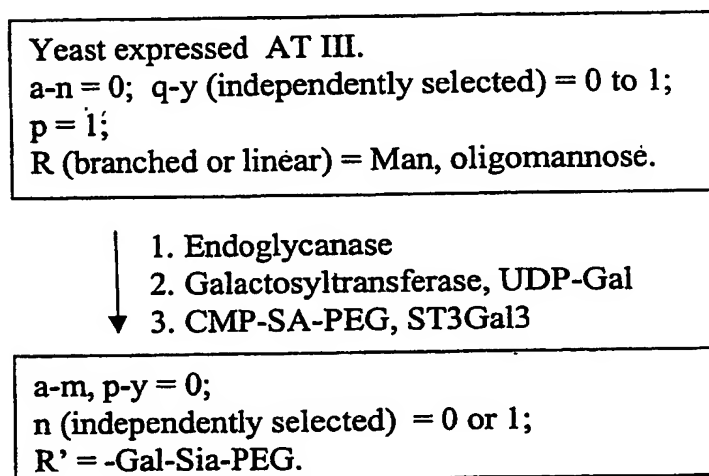 Yeast expressed AT III.
a-n = 0; q-y (independently selected) = 0 to 1;
p = 1;
R (branched or linear) = Man, oligomannose.
1. Endoglycanase
2. Galactosyltransferase, UDP-Gal
3. CMP-SA-PEG, ST3Gal3
a-m, p-y = 0;
n (independently selected) = 0 or 1;
R' = -Gal-Sia-PEG.